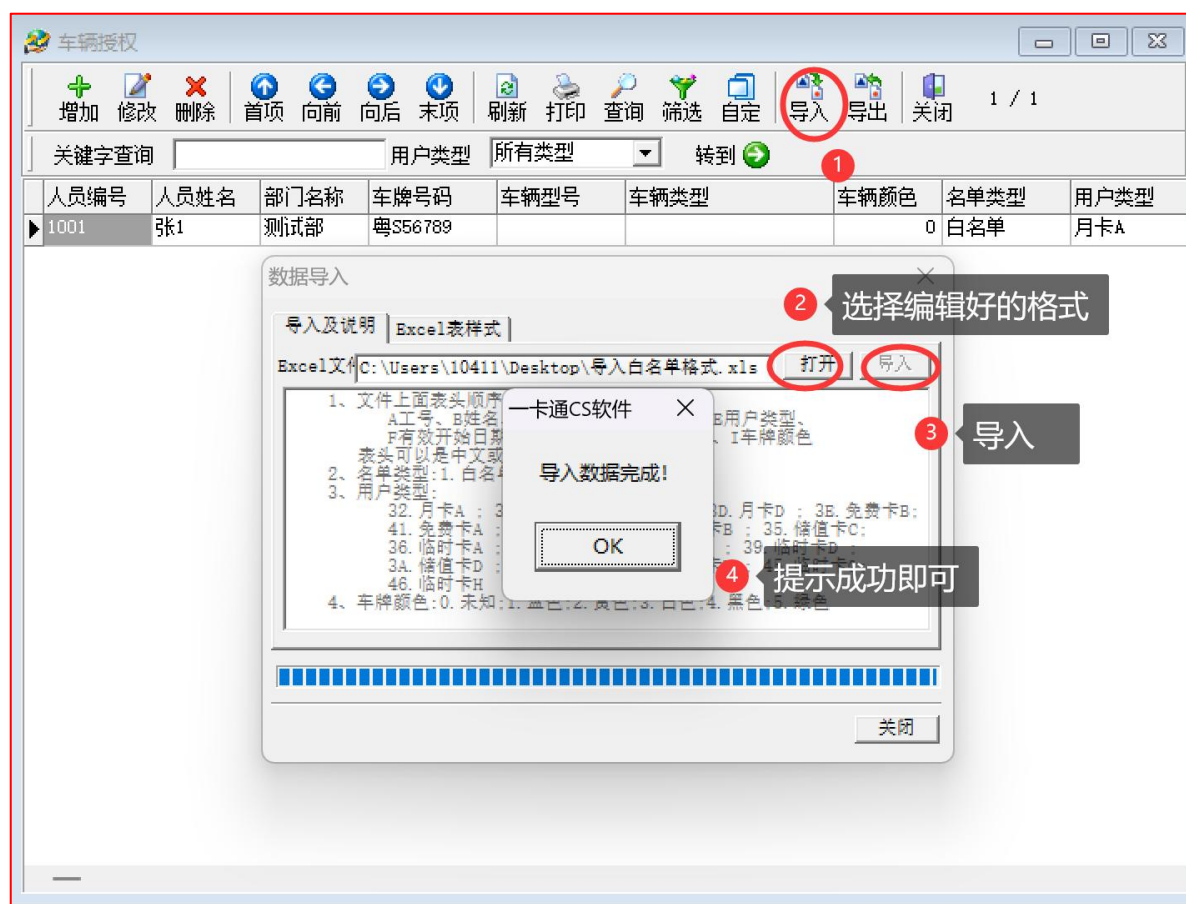 车辆授权
增加 修改 删除 首项 向前 向后 末项 刷新 打印 查询 筛选 自定 导入 导出 关闭 1 / 1
关键字查询 用户类型 所有类型 转到
1
人员编号 人员姓名 部门名称 车牌号码 车辆型号 车辆类型 车辆颜色 名单类型 用户类型
1001 张1 测试部 粤S56789 0 白名单 月卡A
数据导入
2 选择编辑好的格式
导入及说明 Excel表样式
Excel文件 C:\Users\10411\Desktop\导入白名单格式.xls 打开 导入
1、文件上面表头顺序
A工号、B姓名 E用户类型、
F有效开始日期 、I车牌颜色
表头可以是中文或
2、名单类型:1.白名单
3、用户类型:
32.月卡A ; 3D.月卡D ; 3E.免费卡B;
41.免费卡A ; 卡B ; 35.储值卡C;
36.临时卡A ; ; 39.临时卡D ;
3A.储值卡D ;
46.临时卡H
4、车牌颜色:0.未知;1.蓝色;2.黄色;3.白色;4.黑色;5.绿色
一卡通CS软件
导入数据完成!
OK
3 导入
4 提示成功即可
关闭